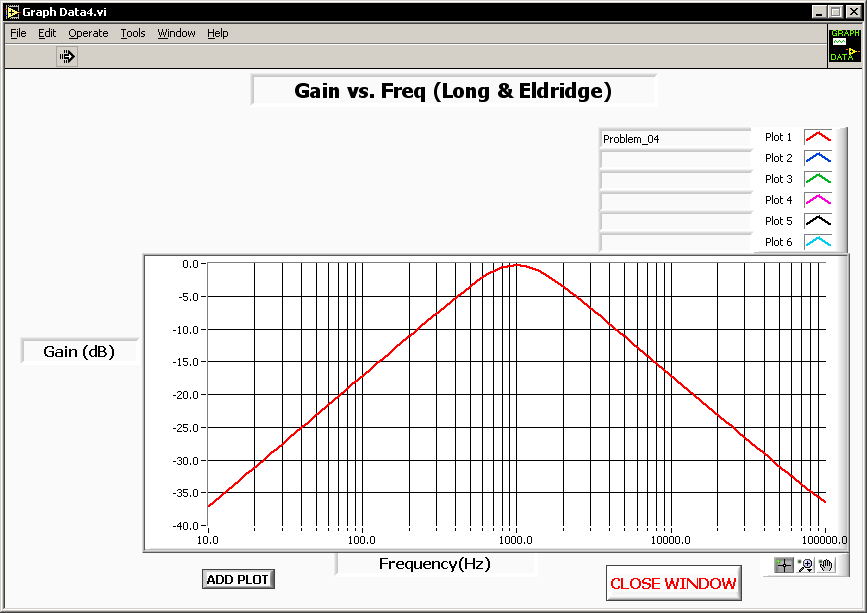 Graph Data4.vi
File Edit Operate Tools Window Help
GRAPH
DATA
Gain vs. Freq (Long & Eldridge)
Problem_04 Plot 1
Plot 2
Plot 3
Plot 4
Plot 5
Plot 6
0.0
-5.0
-10.0
-15.0
-20.0
-25.0
-30.0
-35.0
-40.0
Gain (dB)
10.0 100.0 1000.0 10000.0 100000.0
Frequency(Hz)
ADD PLOT
CLOSE WINDOW